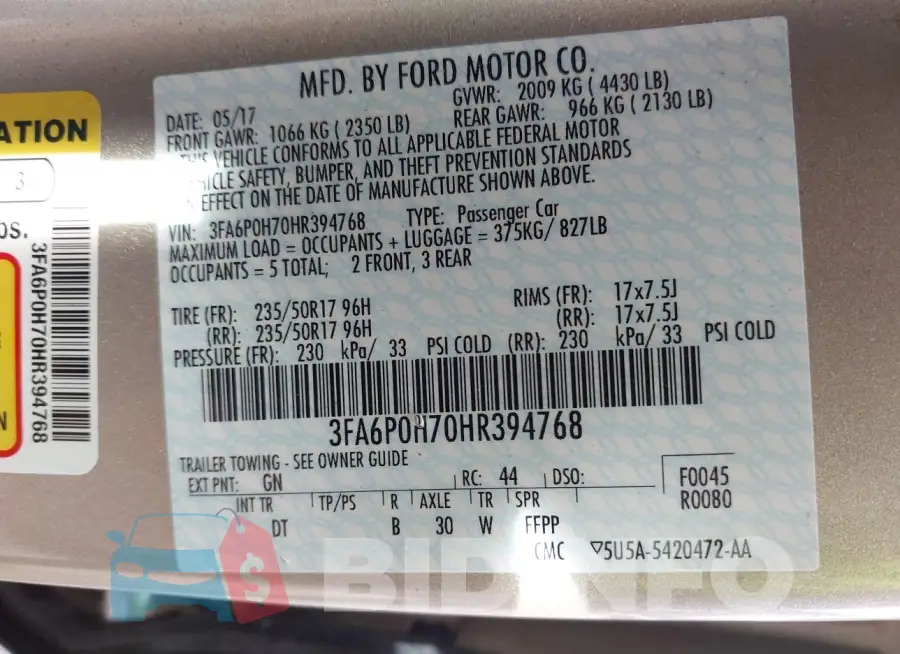 MFD. BY FORD MOTOR CO.
DATE: 05/17 GVWR: 2009 KG ( 4430 LB)
FRONT GAWR: 1066 KG ( 2350 LB) REAR GAWR: 966 KG ( 2130 LB)
THIS VEHICLE CONFORMS TO ALL APPLICABLE FEDERAL MOTOR
VEHICLE SAFETY, BUMPER, AND THEFT PREVENTION STANDARDS
EFFECT ON THE DATE OF MANUFACTURE SHOWN ABOVE.
VIN: 3FA6P0H70HR394768 TYPE: Passenger Car
MAXIMUM LOAD = OCCUPANTS + LUGGAGE = 375KG/ 827LB
OCCUPANTS = 5 TOTAL; 2 FRONT, 3 REAR
TIRE (FR): 235/50R17 96H RIMS (FR): 17x7.5J
(RR): 235/50R17 96H (RR): 17x7.5J
PRESSURE (FR): 230 kPa/ 33 PSI COLD (RR): 230 kPa/ 33 PSI COLD
3FA6P0H70HR394768
TRAILER TOWING - SEE OWNER GUIDE
EXT PNT: GN RC: 44 DSO: F0045
R0080
INT TR TP/PS R AXLE TR SPR
DT B 30 W FFPP
CMC ▽5U5A-5420472-AA
ATION
3
bs.
3FA6P0H70HR394768
N
BIDINFO